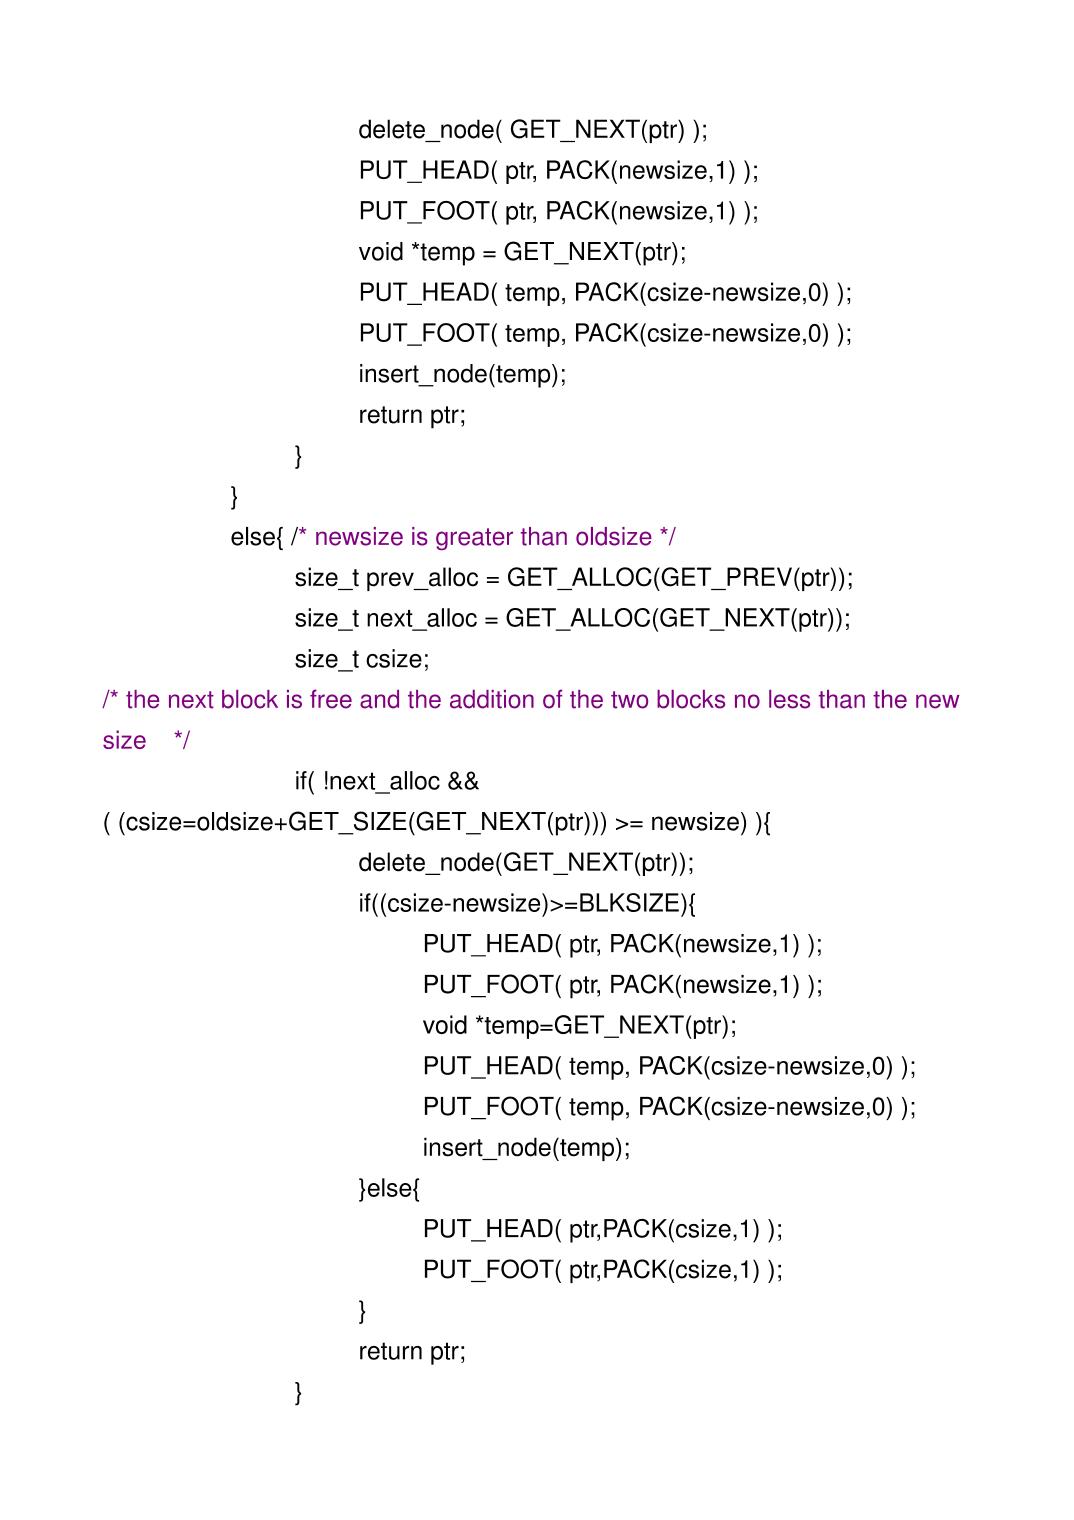 delete_node( GET_NEXT(ptr) );
PUT_HEAD( ptr, PACK(newsize,1) );
PUT_FOOT( ptr, PACK(newsize,1) );
void *temp = GET_NEXT(ptr);
PUT_HEAD( temp, PACK(csize-newsize,0) );
PUT_FOOT( temp, PACK(csize-newsize,0) );
insert_node(temp);
return ptr;
}
}
else{ /* newsize is greater than oldsize */
size_t prev_alloc = GET_ALLOC(GET_PREV(ptr));
size_t next_alloc = GET_ALLOC(GET_NEXT(ptr));
size_t csize;
/* the next block is free and the addition of the two blocks no less than the new
size */
if( !next_alloc &&
( (csize=oldsize+GET_SIZE(GET_NEXT(ptr))) >= newsize) ){
delete_node(GET_NEXT(ptr));
if((csize-newsize)>=BLKSIZE){
PUT_HEAD( ptr, PACK(newsize,1) );
PUT_FOOT( ptr, PACK(newsize,1) );
void *temp=GET_NEXT(ptr);
PUT_HEAD( temp, PACK(csize-newsize,0) );
PUT_FOOT( temp, PACK(csize-newsize,0) );
insert_node(temp);
}else{
PUT_HEAD( ptr,PACK(csize,1) );
PUT_FOOT( ptr,PACK(csize,1) );
}
return ptr;
}